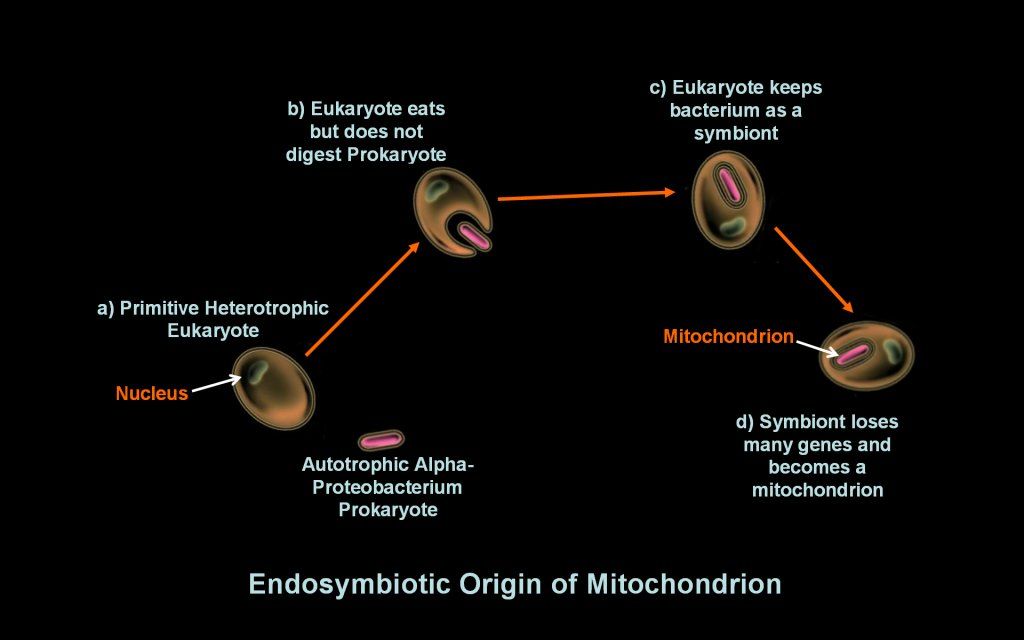 c) Eukaryote keeps
bacterium as a
symbiont
b) Eukaryote eats
but does not
digest Prokaryote
a) Primitive Heterotrophic
Eukaryote
Nucleus
Mitochondrion
d) Symbiont loses
many genes and
becomes a
mitochondrion
Autotrophic Alpha-
Proteobacterium
Prokaryote
Endosymbiotic Origin of Mitochondrion